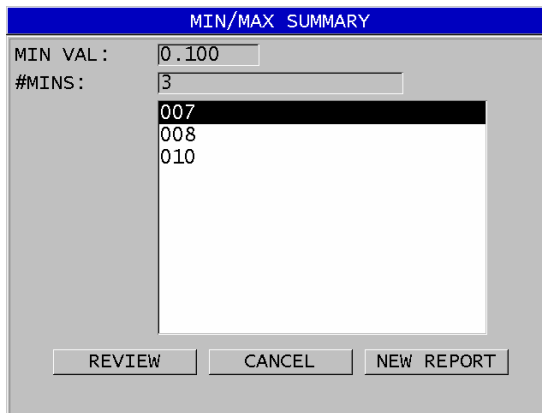 MIN/MAX SUMMARY
MIN VAL: 0.100
#MINS: 3
007
008
010
REVIEW CANCEL NEW REPORT